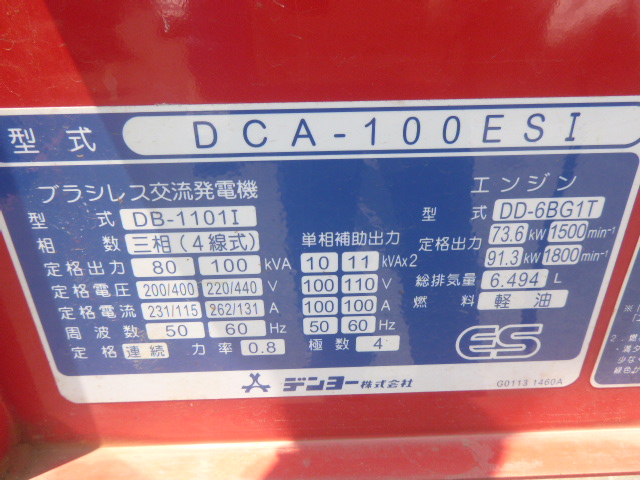 型式 DCA-100ESI
ブラシレス交流発電機
型式 DB-1101I
相数 三相(4線式)
定格出力 80 100 kVA
定格電圧 200/400 220/440 V
定格電流 231/115 262/131 A
周波数 50 60 Hz
定格 連続 力率 0.8 極数 4
単相補助出力
10 11 kVAx2
100 110 V
100 100 A
50 60 Hz
エンジン
型式 DD-6BG1T
定格出力 73.6 kW 1500 min⁻¹
91.3 kW 1800 min⁻¹
総排気量 6.494 L
燃料 軽油
ES
デンヨー株式会社
G0113 1460A